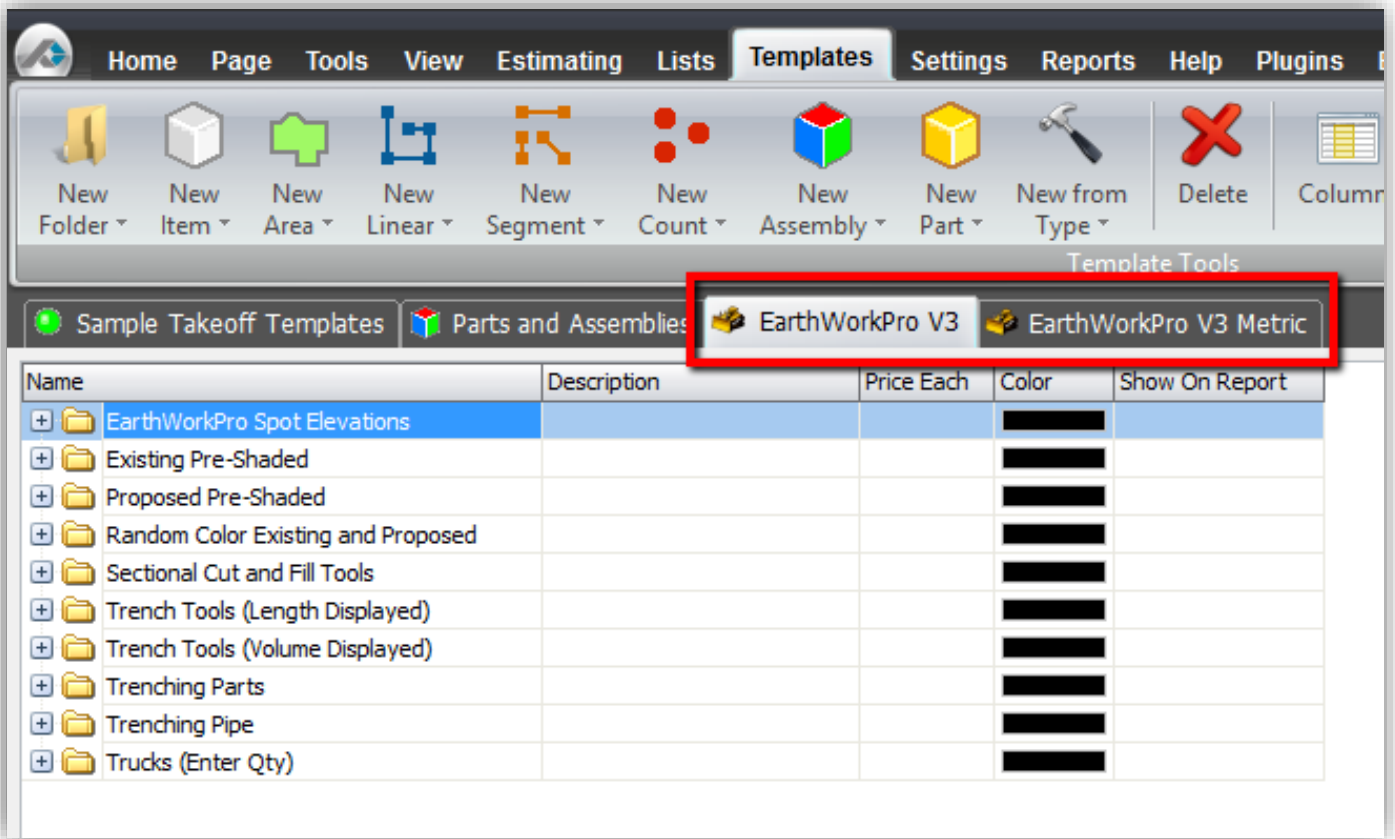 Home Page Tools View Estimating Lists Templates Settings Reports Help Plugins
New Folder
New Item
New Area
New Linear
New Segment
New Count
New Assembly
New Part
New from Type
Delete
Column
Template Tools
Sample Takeoff Templates Parts and Assemblies EarthWorkPro V3 EarthWorkPro V3 Metric
Name Description Price Each Color Show On Report
EarthWorkPro Spot Elevations
Existing Pre-Shaded
Proposed Pre-Shaded
Random Color Existing and Proposed
Sectional Cut and Fill Tools
Trench Tools (Length Displayed)
Trench Tools (Volume Displayed)
Trenching Parts
Trenching Pipe
Trucks (Enter Qty)